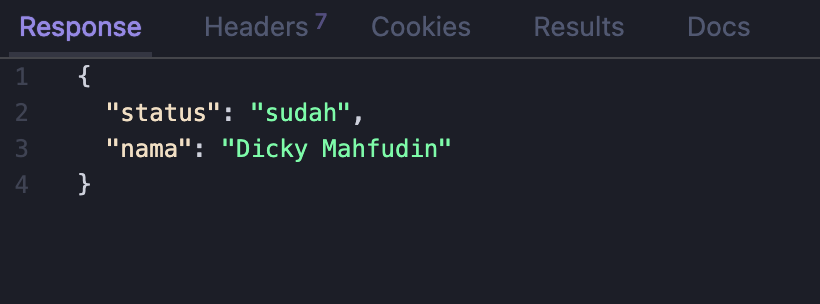 Response Headers 7 Cookies Results Docs
1 {
2 "status": "sudah",
3 "nama": "Dicky Mahfudin"
4 }